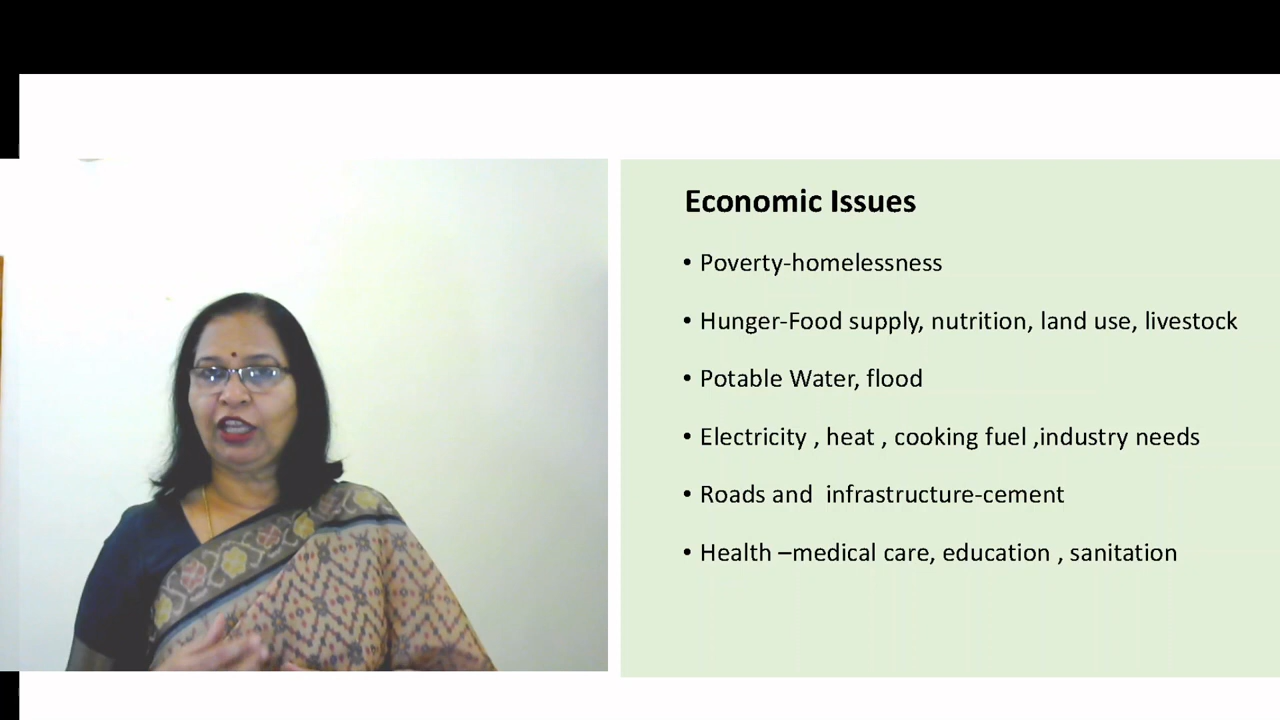 Economic Issues
• Poverty-homelessness
• Hunger-Food supply, nutrition, land use, livestock
• Potable Water, flood
• Electricity , heat , cooking fuel ,industry needs
• Roads and  infrastructure-cement
• Health –medical care, education , sanitation